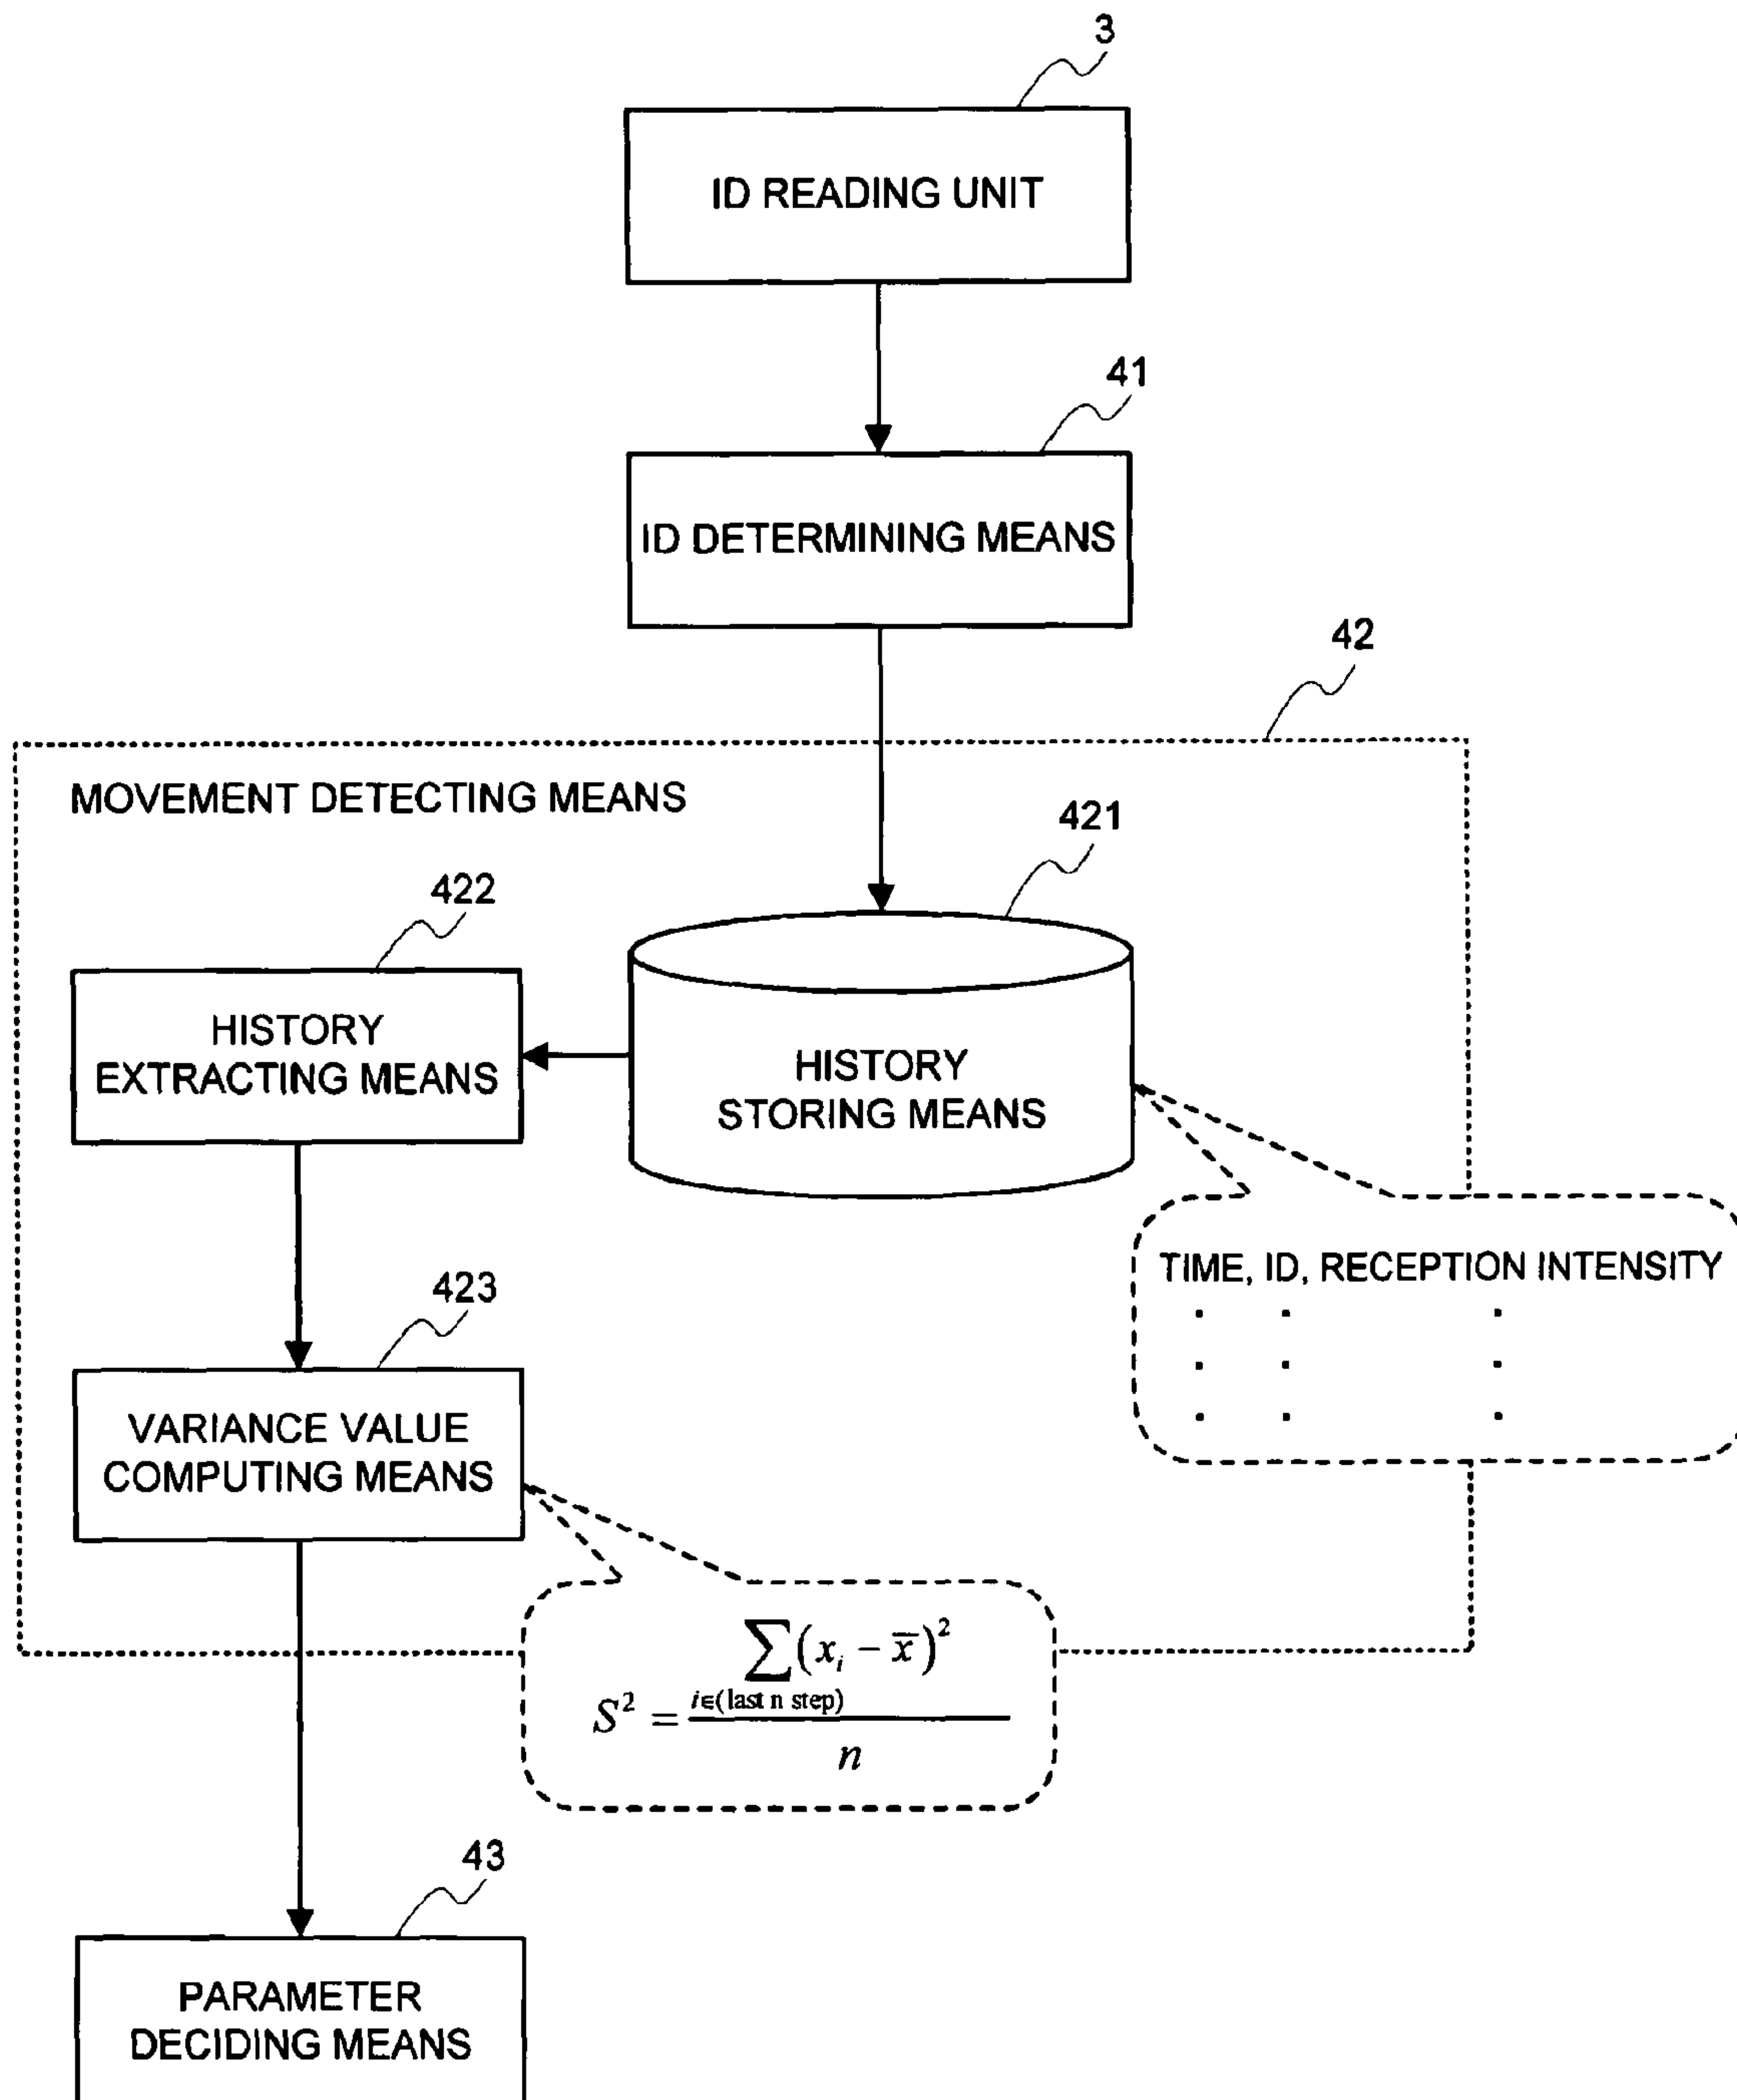 3
ID READING UNIT
41
ID DETERMINING MEANS
42
MOVEMENT DETECTING MEANS
421
422
HISTORY
EXTRACTING MEANS
HISTORY
STORING MEANS
TIME, ID, RECEPTION INTENSITY
. . .
. . .
. . .
423
VARIANCE VALUE
COMPUTING MEANS
S² = ∑_{i∈(last n step)} (x_i − x̄)² / n
43
PARAMETER
DECIDING MEANS